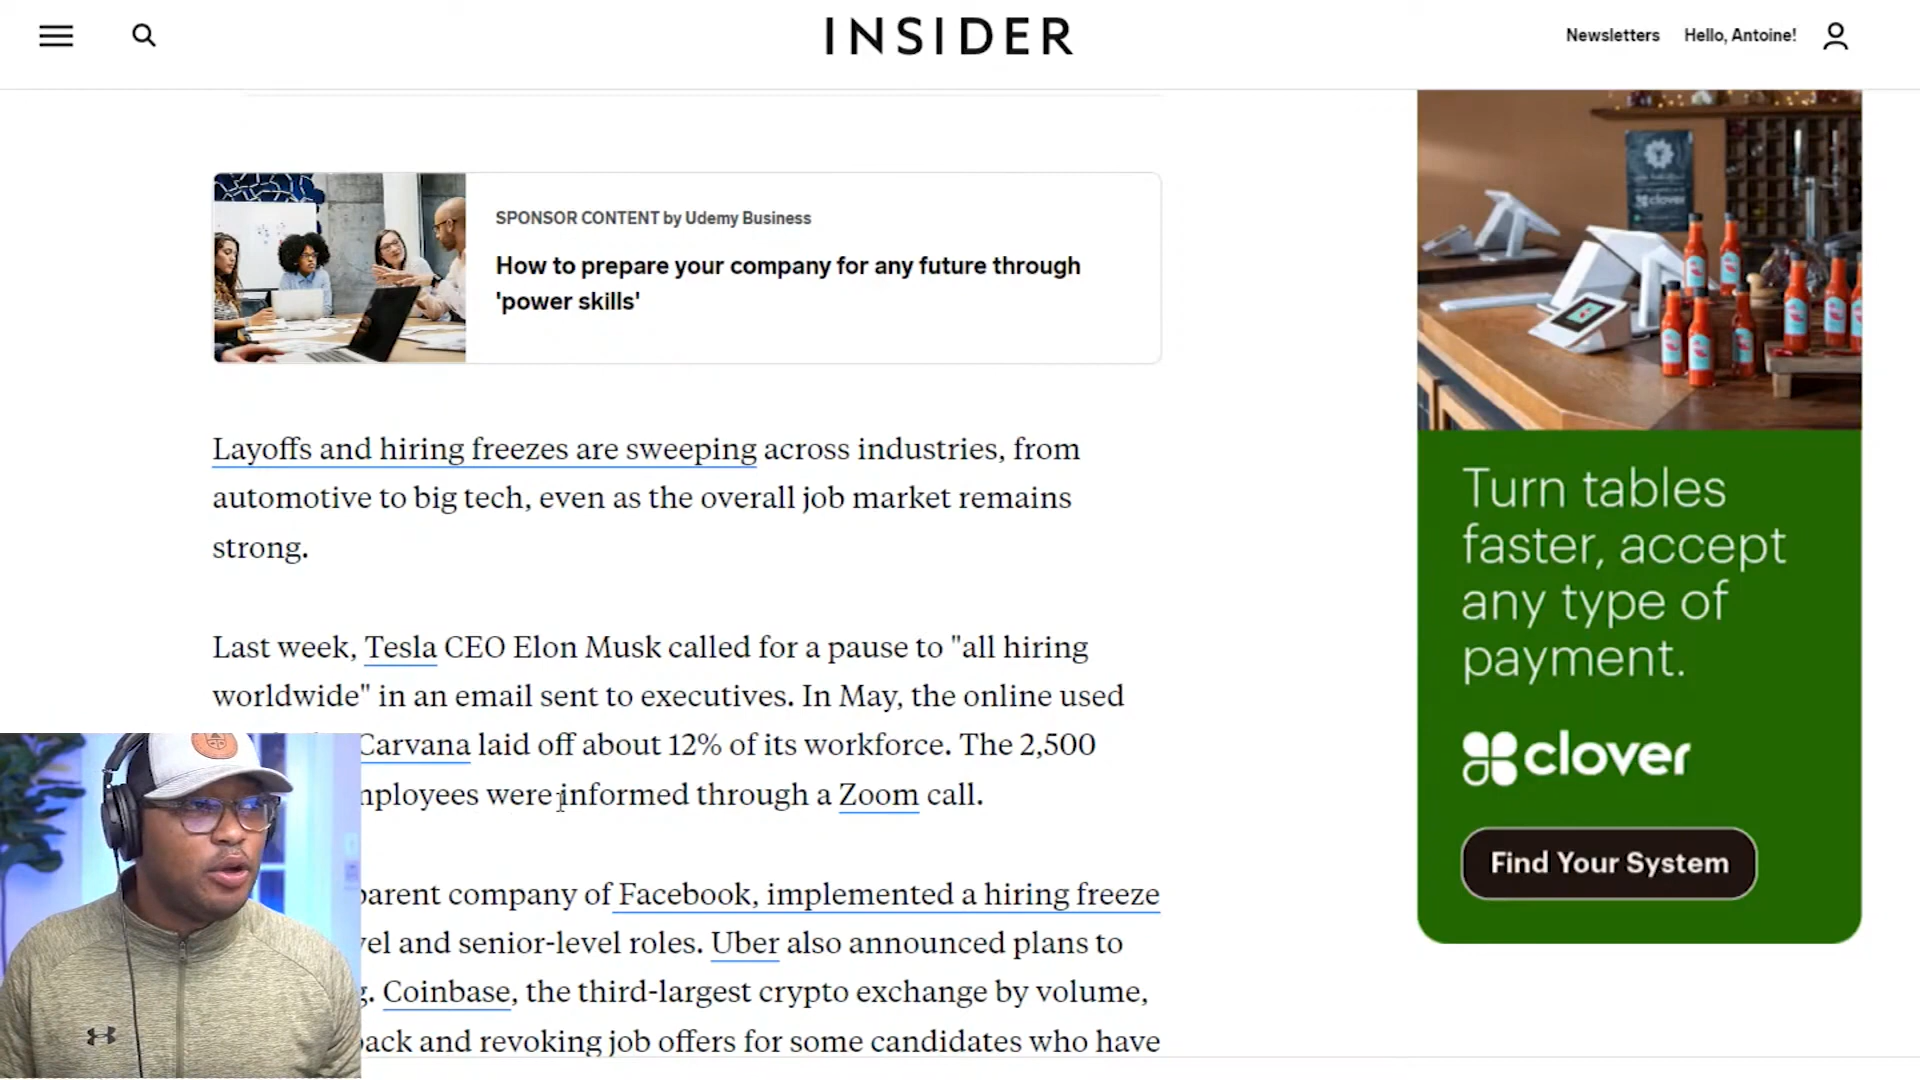 INSIDER
Newsletters
Hello, Antoine!
SPONSOR CONTENT by Udemy Business
How to prepare your company for any future through
'power skills'
Layoffs and hiring freezes are sweeping across industries, from
automotive to big tech, even as the overall job market remains
strong.
Last week, Tesla CEO Elon Musk called for a pause to "all hiring
worldwide" in an email sent to executives. In May, the online used
Carvana laid off about 12% of its workforce. The 2,500
mployees were informed through a Zoom call.
parent company of Facebook, implemented a hiring freeze
vel and senior-level roles. Uber also announced plans to
g. Coinbase, the third-largest crypto exchange by volume,
back and revoking job offers for some candidates who have
clover
Turn tables
faster, accept
any type of
payment.
clover
Find Your System